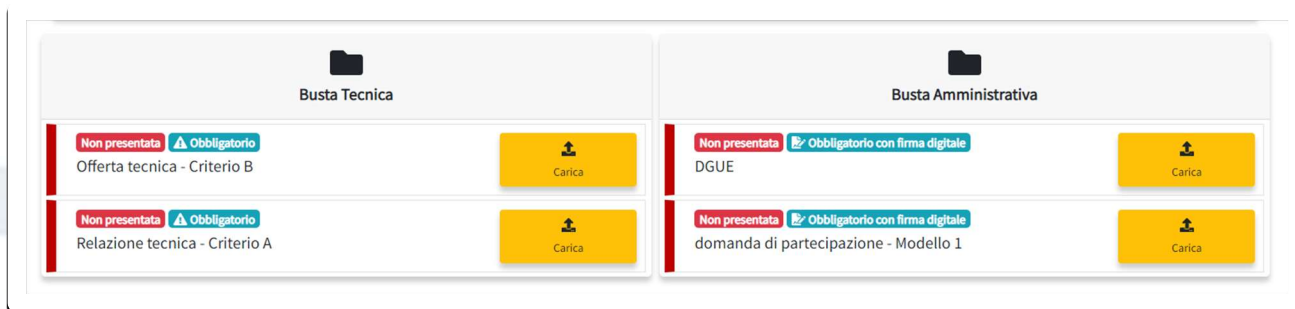 Busta Tecnica
Non presentata Obbligatorio
Offerta tecnica - Criterio B
Carica
Non presentata Obbligatorio
Relazione tecnica - Criterio A
Carica
Busta Amministrativa
Non presentata Obbligatorio con firma digitale
DGUE
Carica
Non presentata Obbligatorio con firma digitale
domanda di partecipazione - Modello 1
Carica